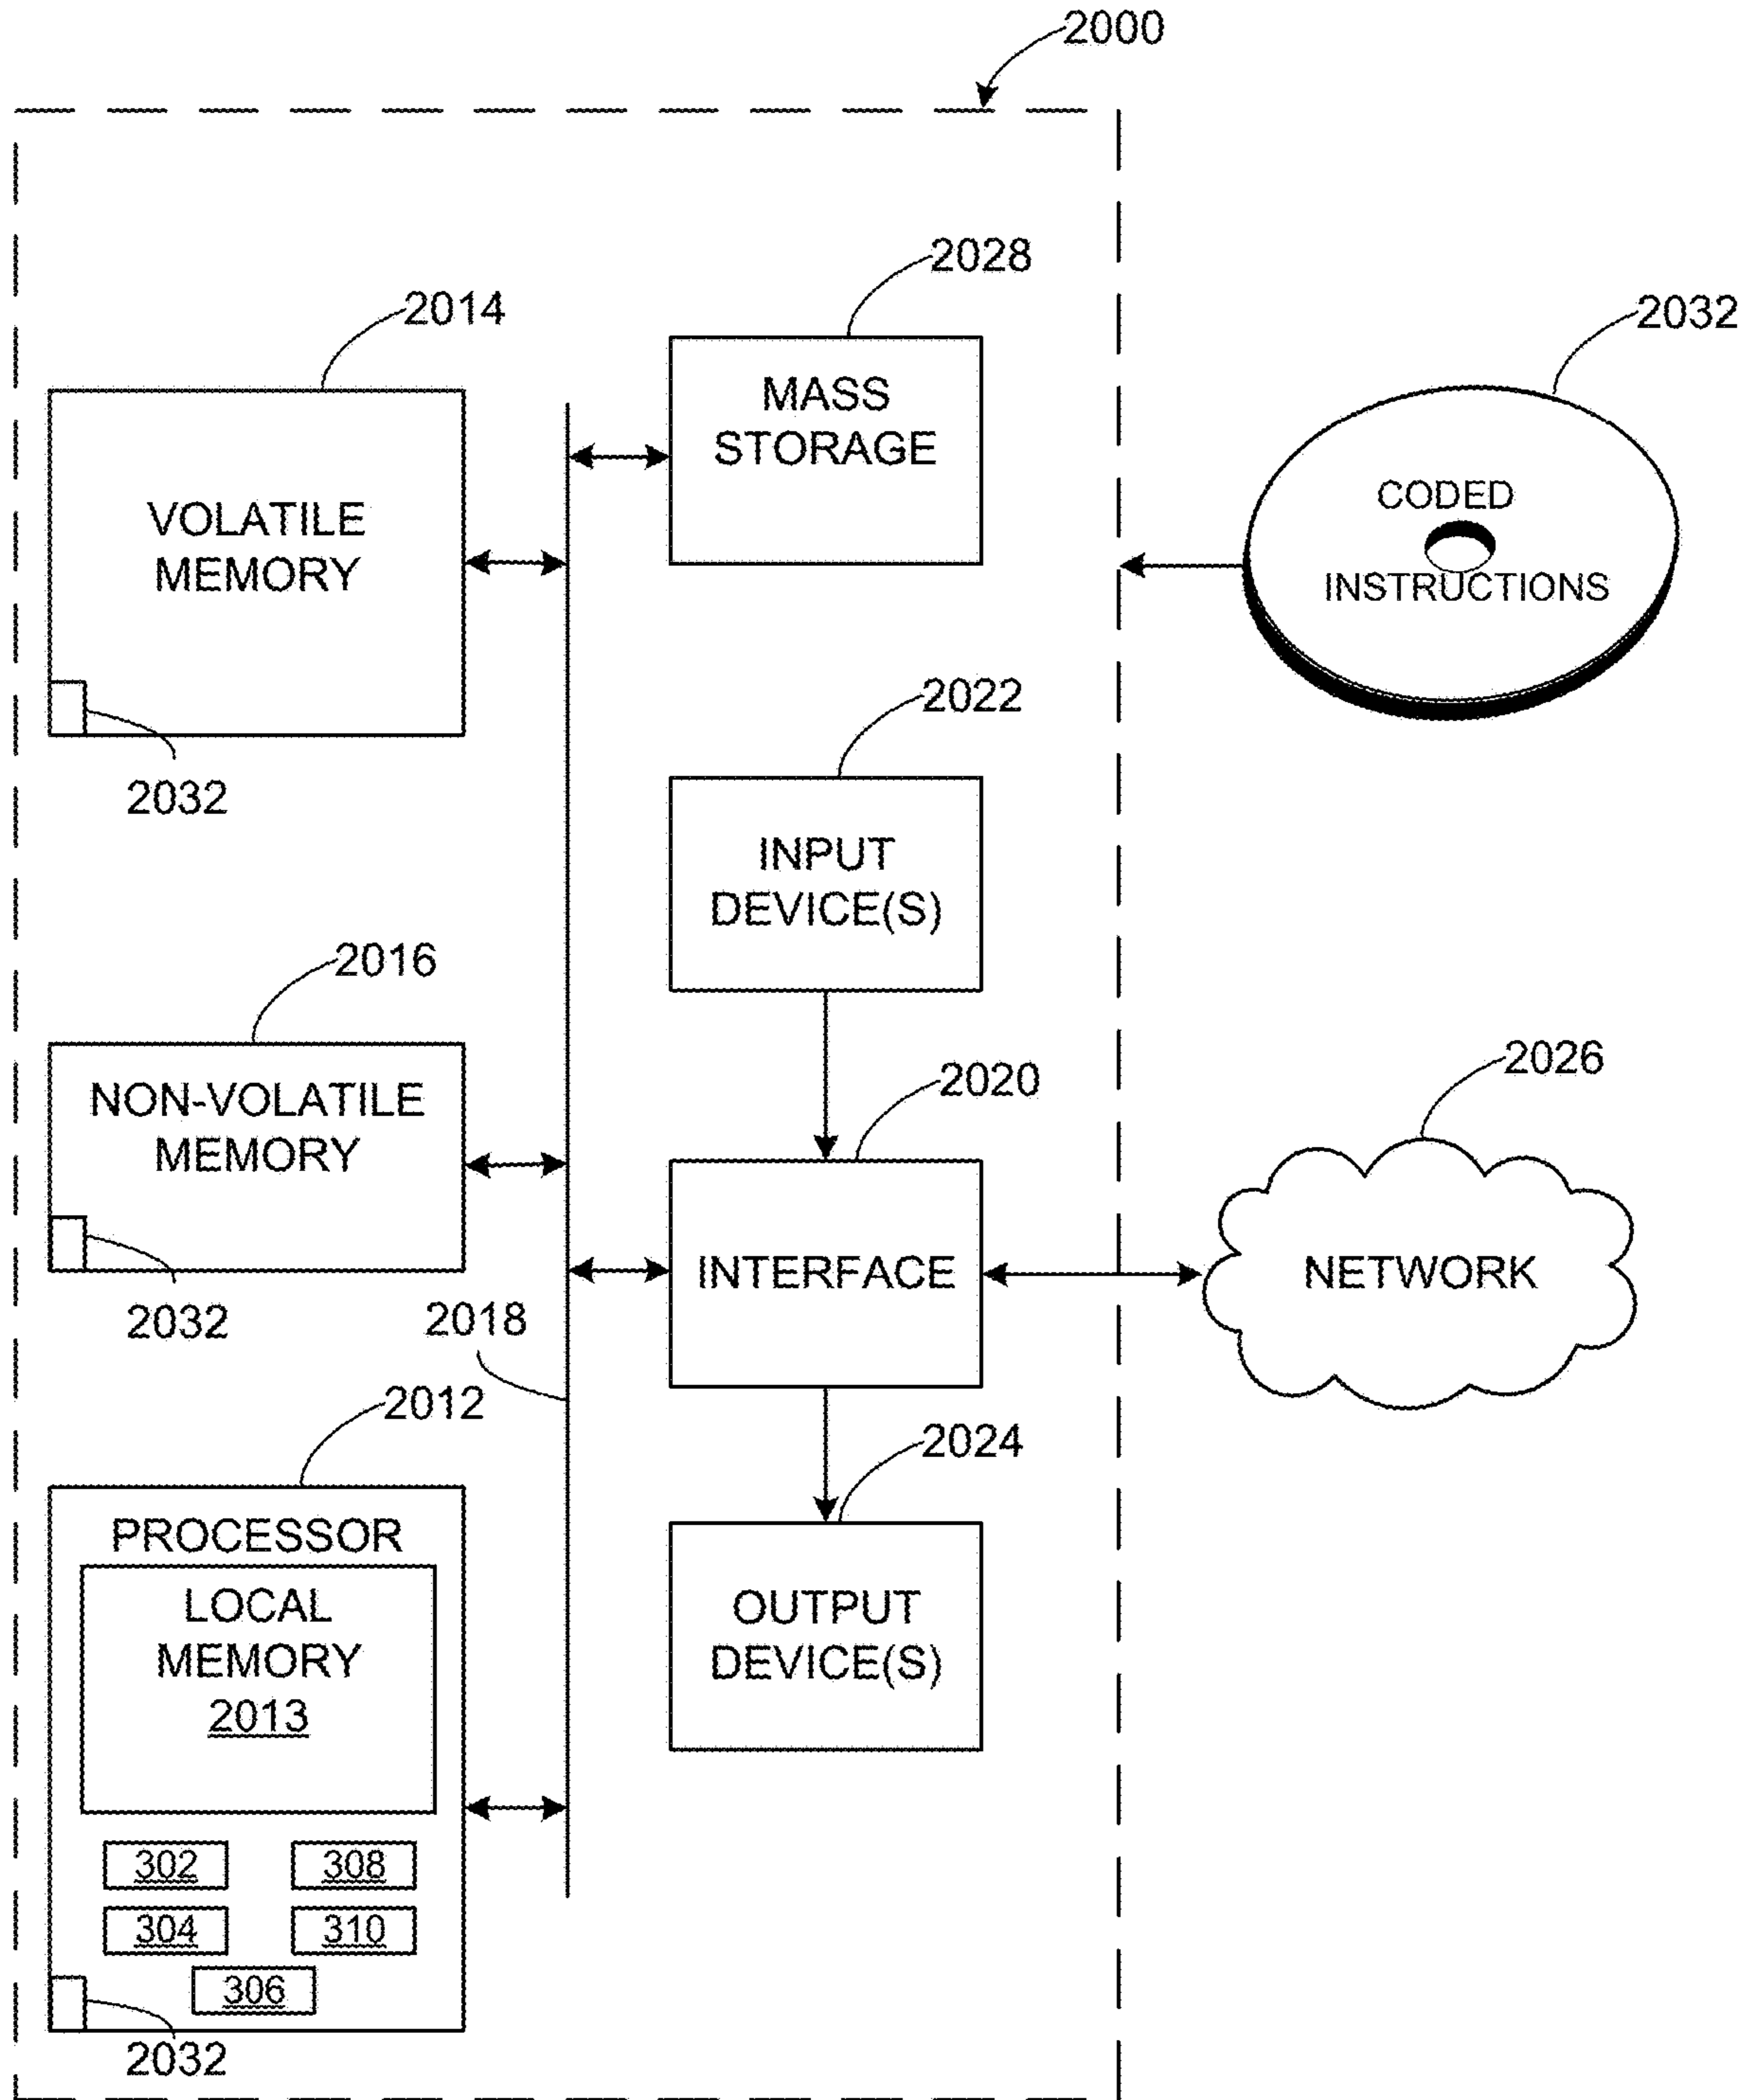 2000
2028
2014
2032
MASS
STORAGE
VOLATILE
MEMORY
CODED
INSTRUCTIONS
2022
2032
INPUT
DEVICE(S)
2016
2020
2026
NON-VOLATILE
MEMORY
INTERFACE
NETWORK
2032
2018
2012
2024
PROCESSOR
LOCAL
MEMORY
2013
OUTPUT
DEVICE(S)
302
308
304
310
306
2032